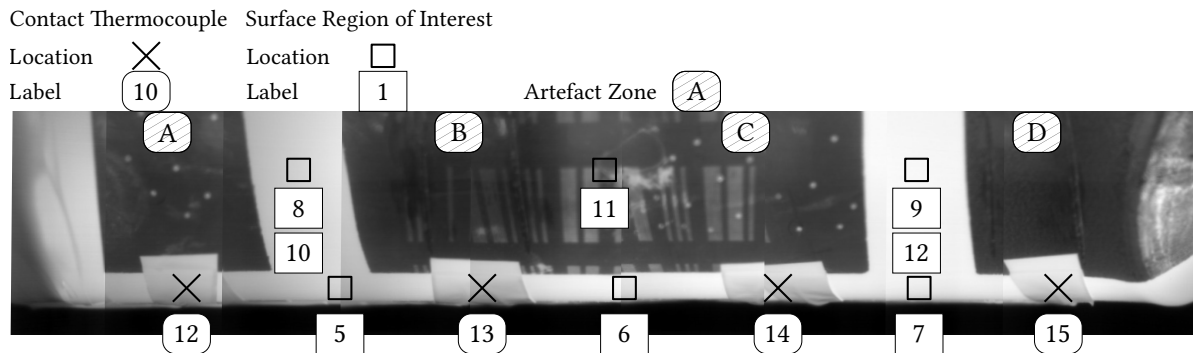 Contact Thermocouple Surface Region of Interest
Location Location
Label 10 Label 1 Artefact Zone A
A B C D
8 11 9
10 12
12 5 13 6 14 7 15